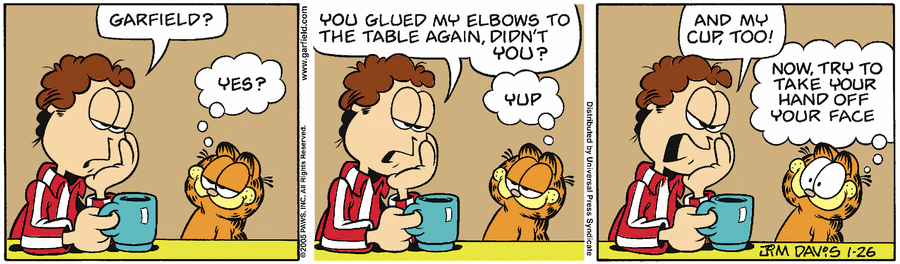 GARFIELD?
YES?
©2005 PAWS, INC. All Rights Reserved.
www.garfield.com
YOU GLUED MY ELBOWS TO
THE TABLE AGAIN, DIDN'T
YOU?
YUP
Distributed by Universal Press Syndicate
AND MY
CUP, TOO!
NOW, TRY TO
TAKE YOUR
HAND OFF
YOUR FACE
JIM DAVIS 1-26